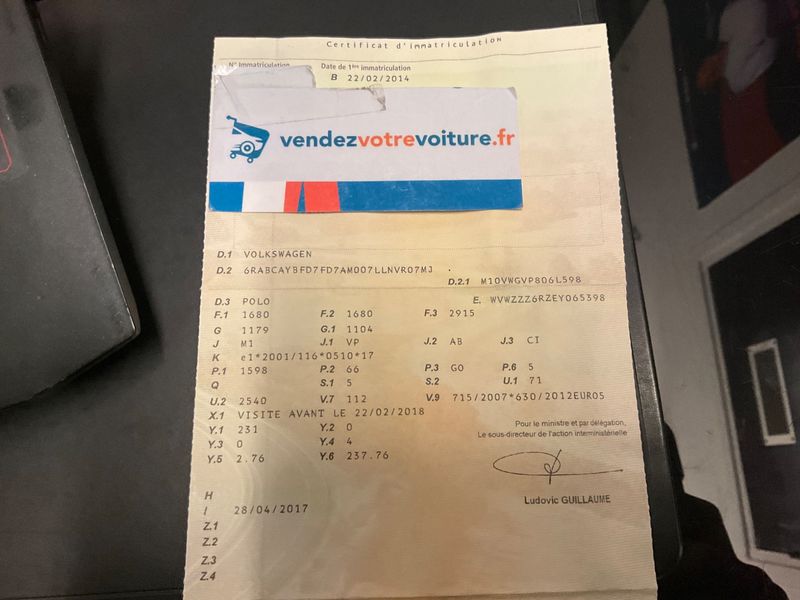 Certificat d'immatriculation
N° Immatriculation Date de 1ère immatriculation
B 22/02/2014
vendezvotrevoiture.fr
D.1 VOLKSWAGEN
D.2 6RABCAYBFD7FD7AM007LLNVR07MJ .
D.2.1 M10VWGVP806L598
D.3 POLO E. WVWZZZ6RZEY065398
F.1 1680 F.2 1680 F.3 2915
G 1179 G.1 1104
J M1 J.1 VP J.2 AB J.3 CI
K e1*2001/116*0510*17
P.1 1598 P.2 66 P.3 GO P.6 5
Q S.1 5 S.2 U.1 71
U.2 2540 V.7 112 V.9 715/2007*630/2012EURO5
X.1 VISITE AVANT LE 22/02/2018
Y.1 231 Y.2 0
Y.3 0 Y.4 4
Y.5 2.76 Y.6 237.76
Pour le ministre et par délégation,
Le sous-directeur de l'action interministérielle
Ludovic GUILLAUME
H
I 28/04/2017
Z.1
Z.2
Z.3
Z.4